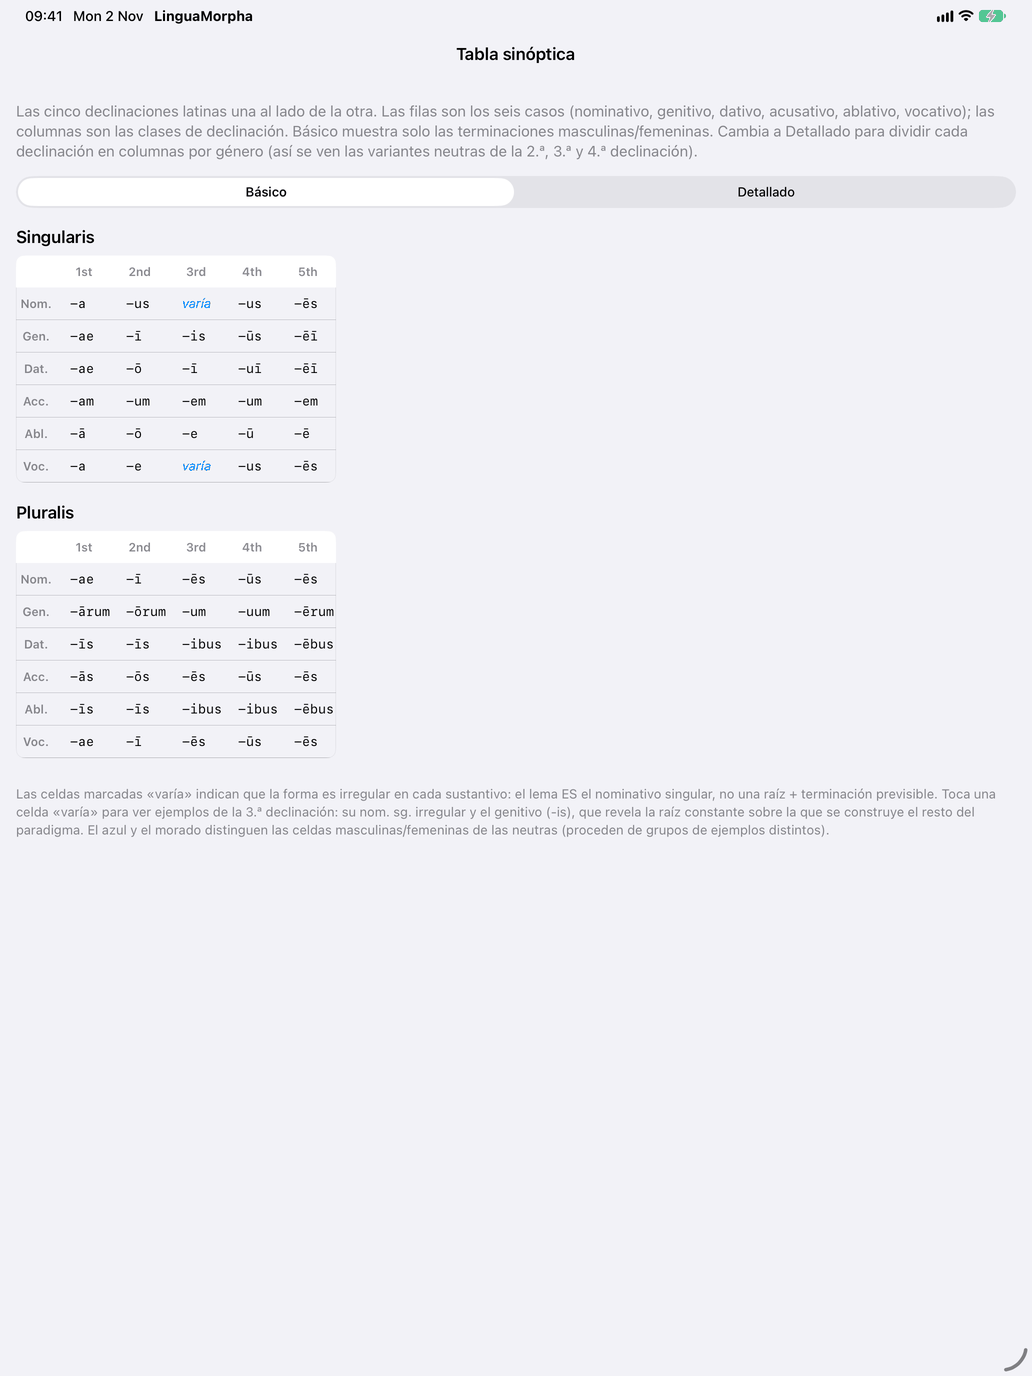 09:41 Mon 2 Nov LinguaMorpha
Tabla sinóptica
Las cinco declinaciones latinas una al lado de la otra. Las filas son los seis casos (nominativo, genitivo, dativo, acusativo, ablativo, vocativo); las
columnas son las clases de declinación. Básico muestra solo las terminaciones masculinas/femeninas. Cambia a Detallado para dividir cada
declinación en columnas por género (así se ven las variantes neutras de la 2.ª, 3.ª y 4.ª declinación).
Básico Detallado
Singularis
1st 2nd 3rd 4th 5th
Nom. –a –us varía –us –ēs
Gen. –ae –ī –is –ūs –ēī
Dat. –ae –ō –ī –uī –ēī
Acc. –am –um –em –um –em
Abl. –ā –ō –e –ū –ē
Voc. –a –e varía –us –ēs
Pluralis
1st 2nd 3rd 4th 5th
Nom. –ae –ī –ēs –ūs –ēs
Gen. –ārum –ōrum –um –uum –ērum
Dat. –īs –īs –ibus –ibus –ēbus
Acc. –ās –ōs –ēs –ūs –ēs
Abl. –īs –īs –ibus –ibus –ēbus
Voc. –ae –ī –ēs –ūs –ēs
Las celdas marcadas «varía» indican que la forma es irregular en cada sustantivo: el lema ES el nominativo singular, no una raíz + terminación previsible. Toca una
celda «varía» para ver ejemplos de la 3.ª declinación: su nom. sg. irregular y el genitivo (-is), que revela la raíz constante sobre la que se construye el resto del
paradigma. El azul y el morado distinguen las celdas masculinas/femeninas de las neutras (proceden de grupos de ejemplos distintos).